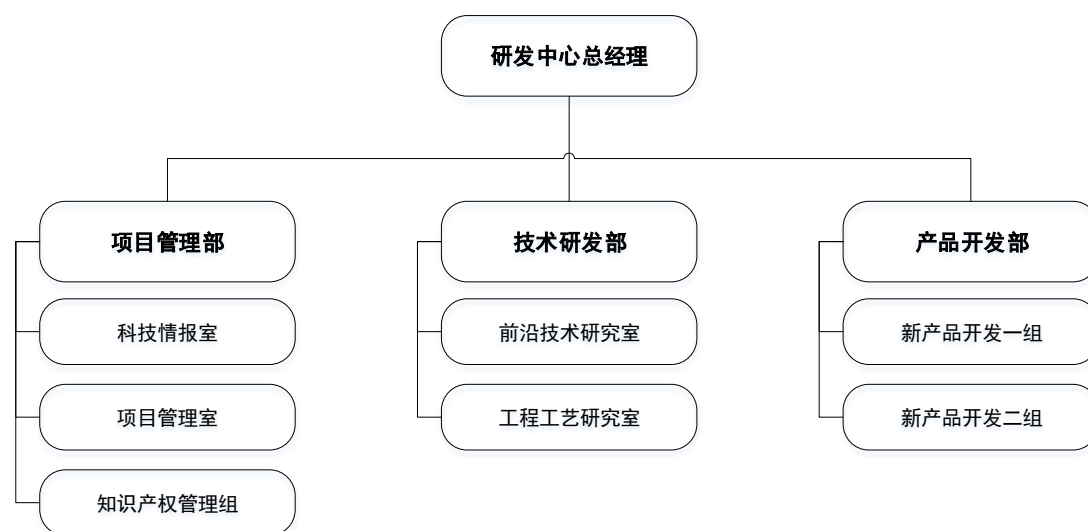 研发中心总经理
项目管理部
技术研发部
产品开发部
科技情报室
前沿技术研究室
新产品开发一组
项目管理室
工程工艺研究室
新产品开发二组
知识产权管理组